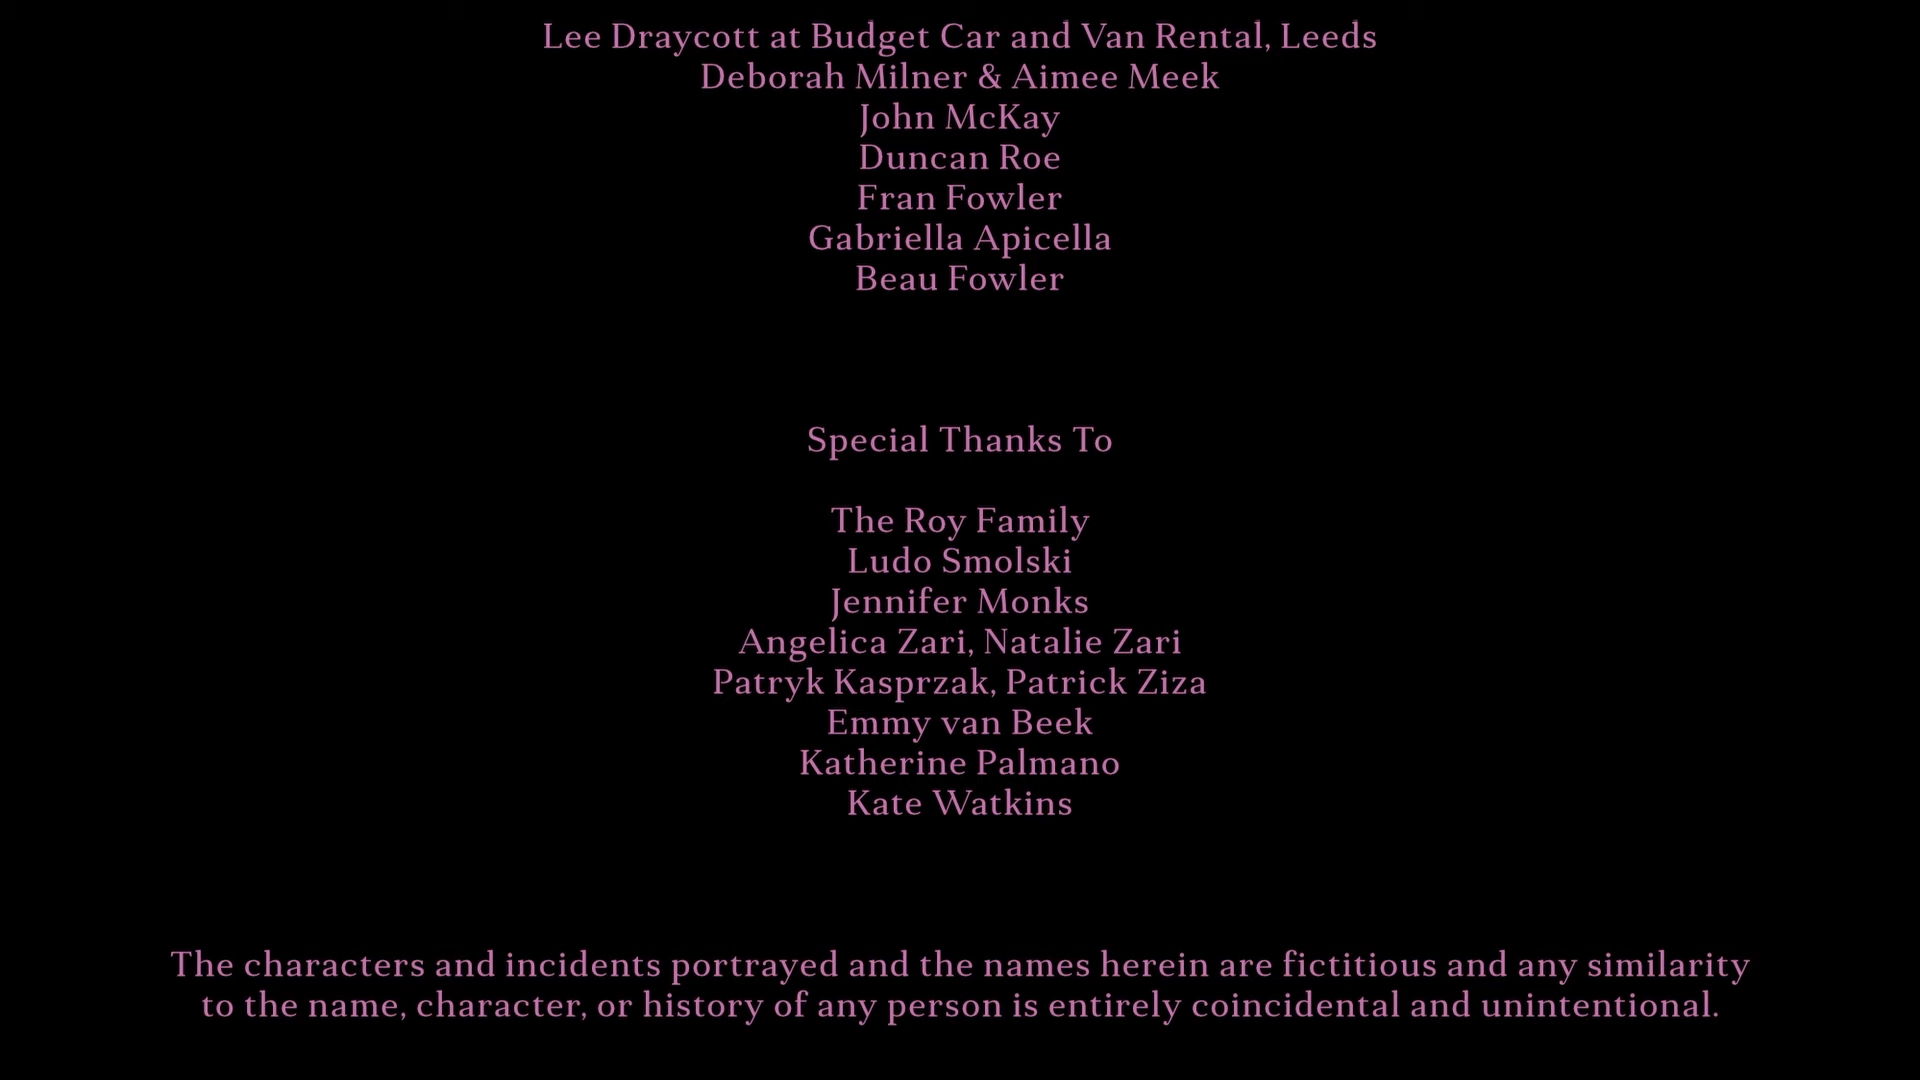 Lee Draycott at Budget Car and Van Rental, Leeds
Deborah Milner & Aimee Meek
John McKay
Duncan Roe
Fran Fowler
Gabriella Apicella
Beau Fowler
Special Thanks To
The Roy Family
Ludo Smolski
Jennifer Monks
Angelica Zari, Natalie Zari
Patryk Kasprzak, Patrick Ziza
Emmy van Beek
Katherine Palmano
Kate Watkins
The characters and incidents portrayed and the names herein are fictitious and any similarity
to the name, character, or history of any person is entirely coincidental and unintentional.